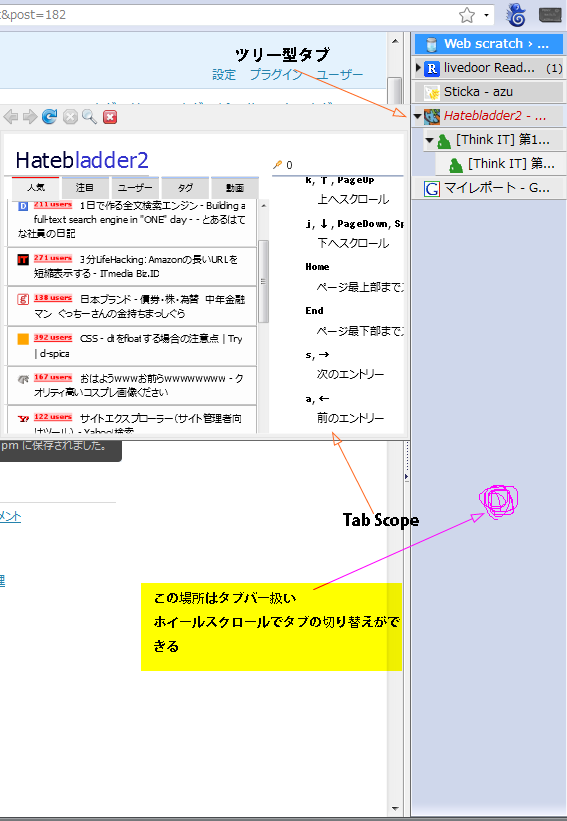 &post=182
ツリー型タブ
設定 プラグイン ユーザー
Web scratch › ...
livedoor Read... (1)
Sticka - azu
Hatebladder2 - ...
[Think IT] 第1...
[Think IT] 第...
マイレポート - G...
Hatebladder2
人気 注目 ユーザー タグ 動画
271 users 1日で作る全文検索エンジン - Building a
full-text search engine in "ONE" day - - とあるはて
な社員の日記
211 users 3分LifeHacking: Amazonの長いURLを
短縮表示する - ITmedia Biz.ID
138 users 日本ブランド - 債券・株・為替 中年金融
マン ぐっちーさんの金持ちまっしぐら
392 users CSS - dtをfloatする場合の注意点 | Try
| d-spica
167 users おはようwwwお前らwwwwwwww - ク
オリティ高いコスプレ画像ください
122 users サイトエクスプローラー(サイト管理者向
けツール) - Yahoo!検索
0
k, ↑, PageUp
上へスクロール
j, ↓, PageDown, Sp
下へスクロール
Home
ページ最上部まで
End
ページ最下部まで
s, →
次のエントリー
a, ←
前のエントリー
pm に保存されました。
メント
理
Tab Scope
この場所はタブバー扱い
ホイールスクロールでタブの切り替えがで
きる